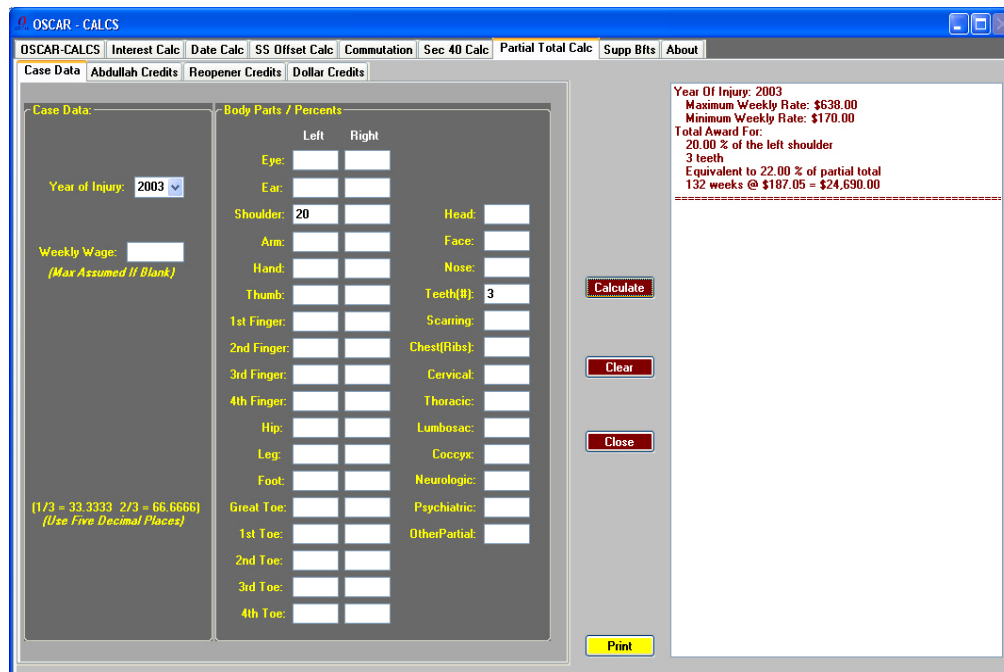 OSCAR - CALCS
OSCAR-CALCS Interest Calc Date Calc SS Offset Calc Commutation Sec 40 Calc Partial Total Calc Supp Bfts About
Case Data Abdullah Credits Reopener Credits Dollar Credits
Case Data:
Year of Injury: 2003
Weekly Wage:
(Max Assumed If Blank)
(1/3 = 33.3333 2/3 = 66.6666)
(Use Five Decimal Places)
Body Parts / Percents
Left Right
Eye:
Ear:
Shoulder: 20
Arm:
Hand:
Thumb:
1st Finger:
2nd Finger:
3rd Finger:
4th Finger:
Hip:
Leg:
Foot:
Great Toe:
1st Toe:
2nd Toe:
3rd Toe:
4th Toe:
Head:
Face:
Nose:
Teeth(#): 3
Scarring:
Chest(Ribs):
Cervical:
Thoracic:
Lumbosac:
Coccyx:
Neurologic:
Psychiatric:
OtherPartial:
Calculate
Clear
Close
Print
Year Of Injury: 2003
Maximum Weekly Rate: $638.00
Minimum Weekly Rate: $170.00
Total Award For:
20.00 % of the left shoulder
3 teeth
Equivalent to 22.00 % of partial total
132 weeks @ $187.05 = $24,690.00